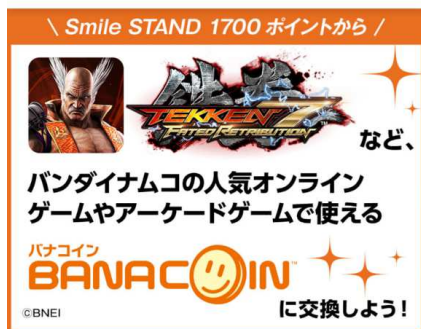 \ Smile STAND 1700 ポイントから /
鉄拳
TEKKEN 7™
FATED RETRIBUTION
など、
バンダイナムコの人気オンライン
ゲームやアーケードゲームで使える
バナコイン
BANACOIN™
©BNEI
に交換しよう!